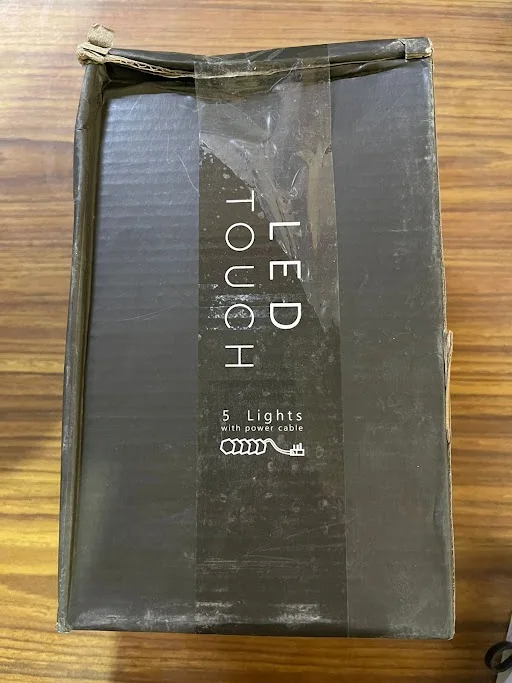 LED
TOUCH
5 Lights
with power cable